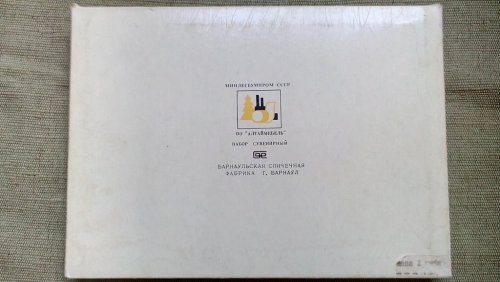 МИНЛЕСБУМПРОМ СССР
ПО "АЛТАЙМЕБЕЛЬ"
НАБОР СУВЕНИРНЫЙ
БАРНАУЛЬСКАЯ СПИЧЕЧНАЯ
ФАБРИКА Г. БАРНАУЛ